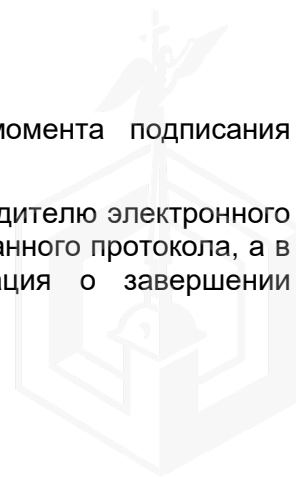 момента подписания
дителю электронного
анного протокола, а в
ация о завершении